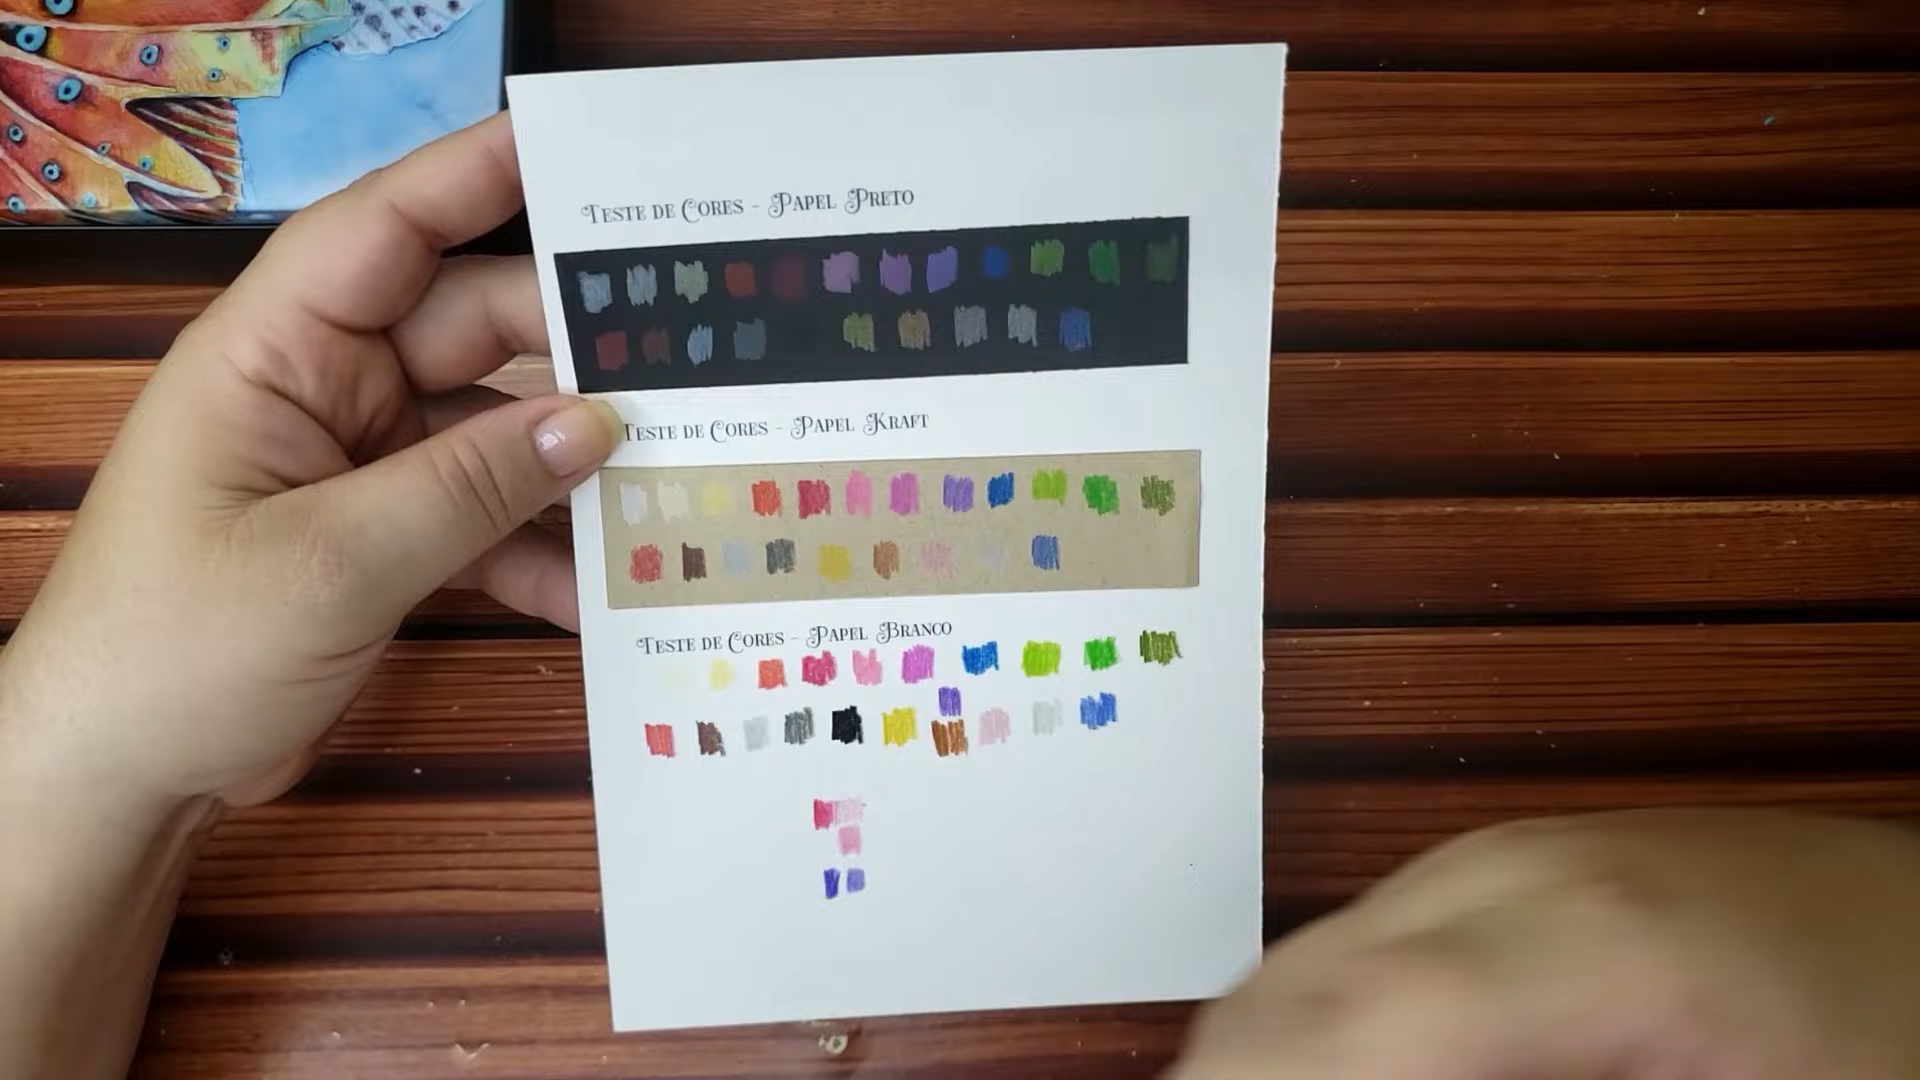 Teste de Cores - Papel Preto
Teste de Cores - Papel Kraft
Teste de Cores - Papel Branco